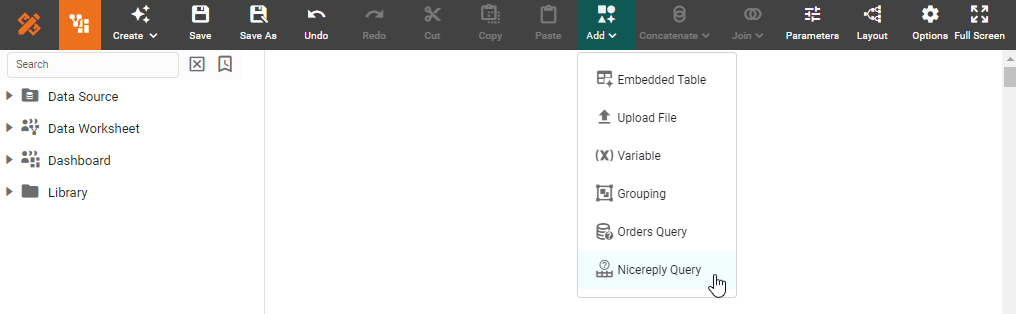 Create Save Save As Undo Redo Cut Copy Paste Add Concatenate Join Parameters Layout Options Full Screen
Search
Data Source
Data Worksheet
Dashboard
Library
Embedded Table
Upload File
Variable
Grouping
Orders Query
Nicereply Query